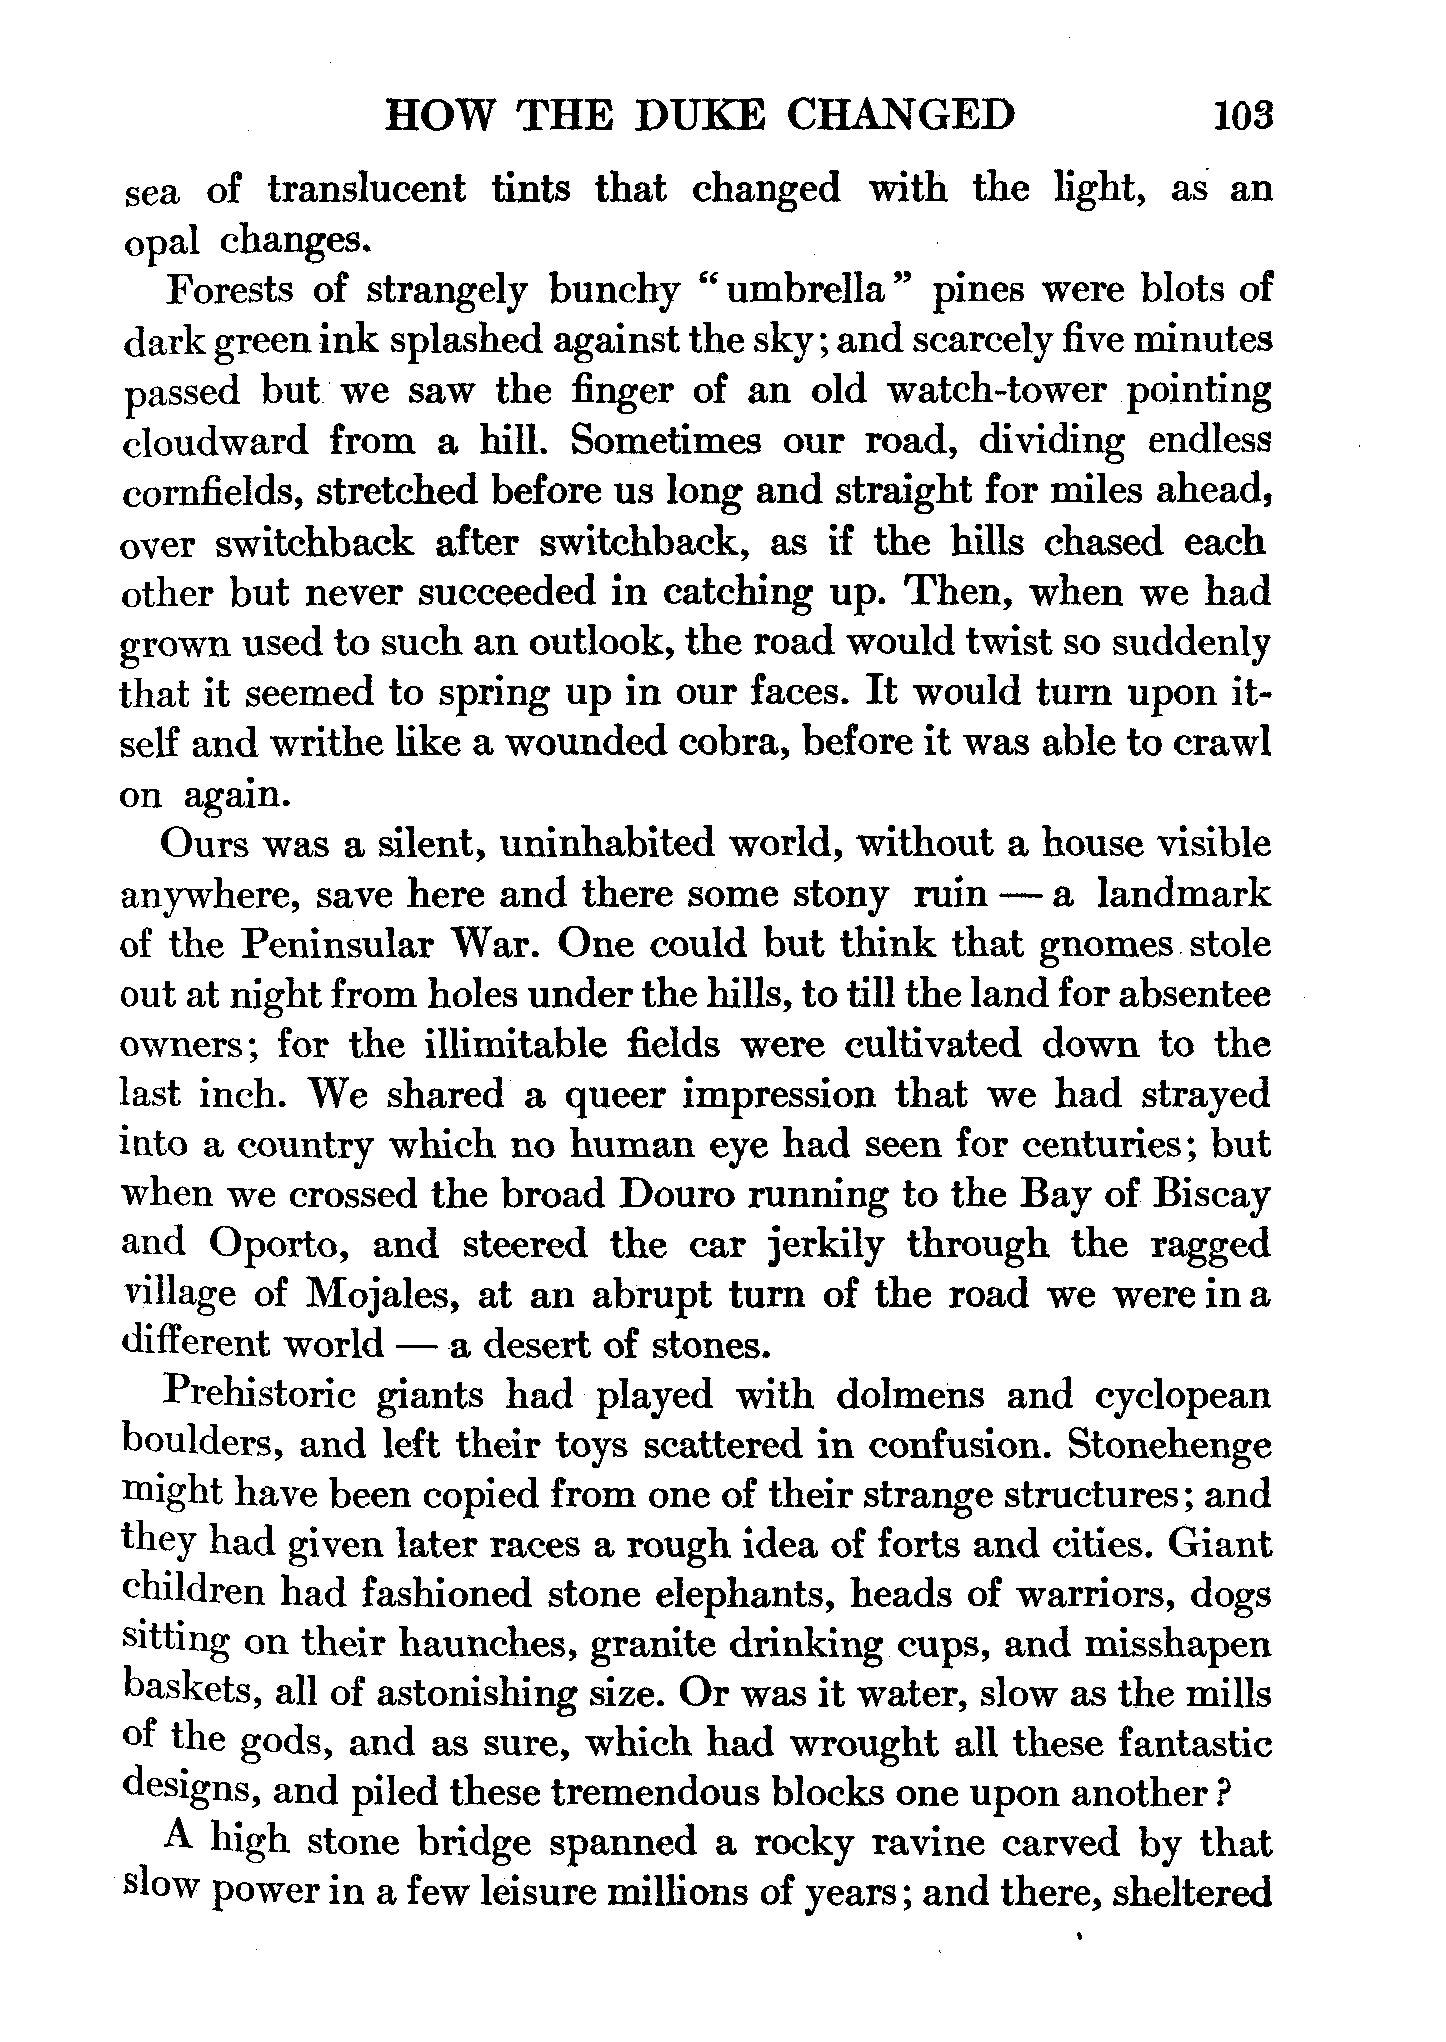 HOW THE DUKE CHANGED 103
sea of translucent tints that changed with the light, as an
opal changes.
Forests of strangely bunchy “umbrella” pines were blots of
dark green ink splashed against the sky; and scarcely five minutes
passed but we saw the finger of an old watch-tower pointing
cloudward from a hill. Sometimes our road, dividing endless
cornfields, stretched before us long and straight for miles ahead,
over switchback after switchback, as if the hills chased each
other but never succeeded in catching up. Then, when we had
grown used to such an outlook, the road would twist so suddenly
that it seemed to spring up in our faces. It would turn upon it-
self and writhe like a wounded cobra, before it was able to crawl
on again.
Ours was a silent, uninhabited world, without a house visible
anywhere, save here and there some stony ruin — a landmark
of the Peninsular War. One could but think that gnomes stole
out at night from holes under the hills, to till the land for absentee
owners; for the illimitable fields were cultivated down to the
last inch. We shared a queer impression that we had strayed
into a country which no human eye had seen for centuries; but
when we crossed the broad Douro running to the Bay of Biscay
and Oporto, and steered the car jerkily through the ragged
village of Mojales, at an abrupt turn of the road we were in a
different world — a desert of stones.
Prehistoric giants had played with dolmens and cyclopean
boulders, and left their toys scattered in confusion. Stonehenge
might have been copied from one of their strange structures; and
they had given later races a rough idea of forts and cities. Giant
children had fashioned stone elephants, heads of warriors, dogs
sitting on their haunches, granite drinking cups, and misshapen
baskets, all of astonishing size. Or was it water, slow as the mills
of the gods, and as sure, which had wrought all these fantastic
designs, and piled these tremendous blocks one upon another?
A high stone bridge spanned a rocky ravine carved by that
slow power in a few leisure millions of years; and there, sheltered